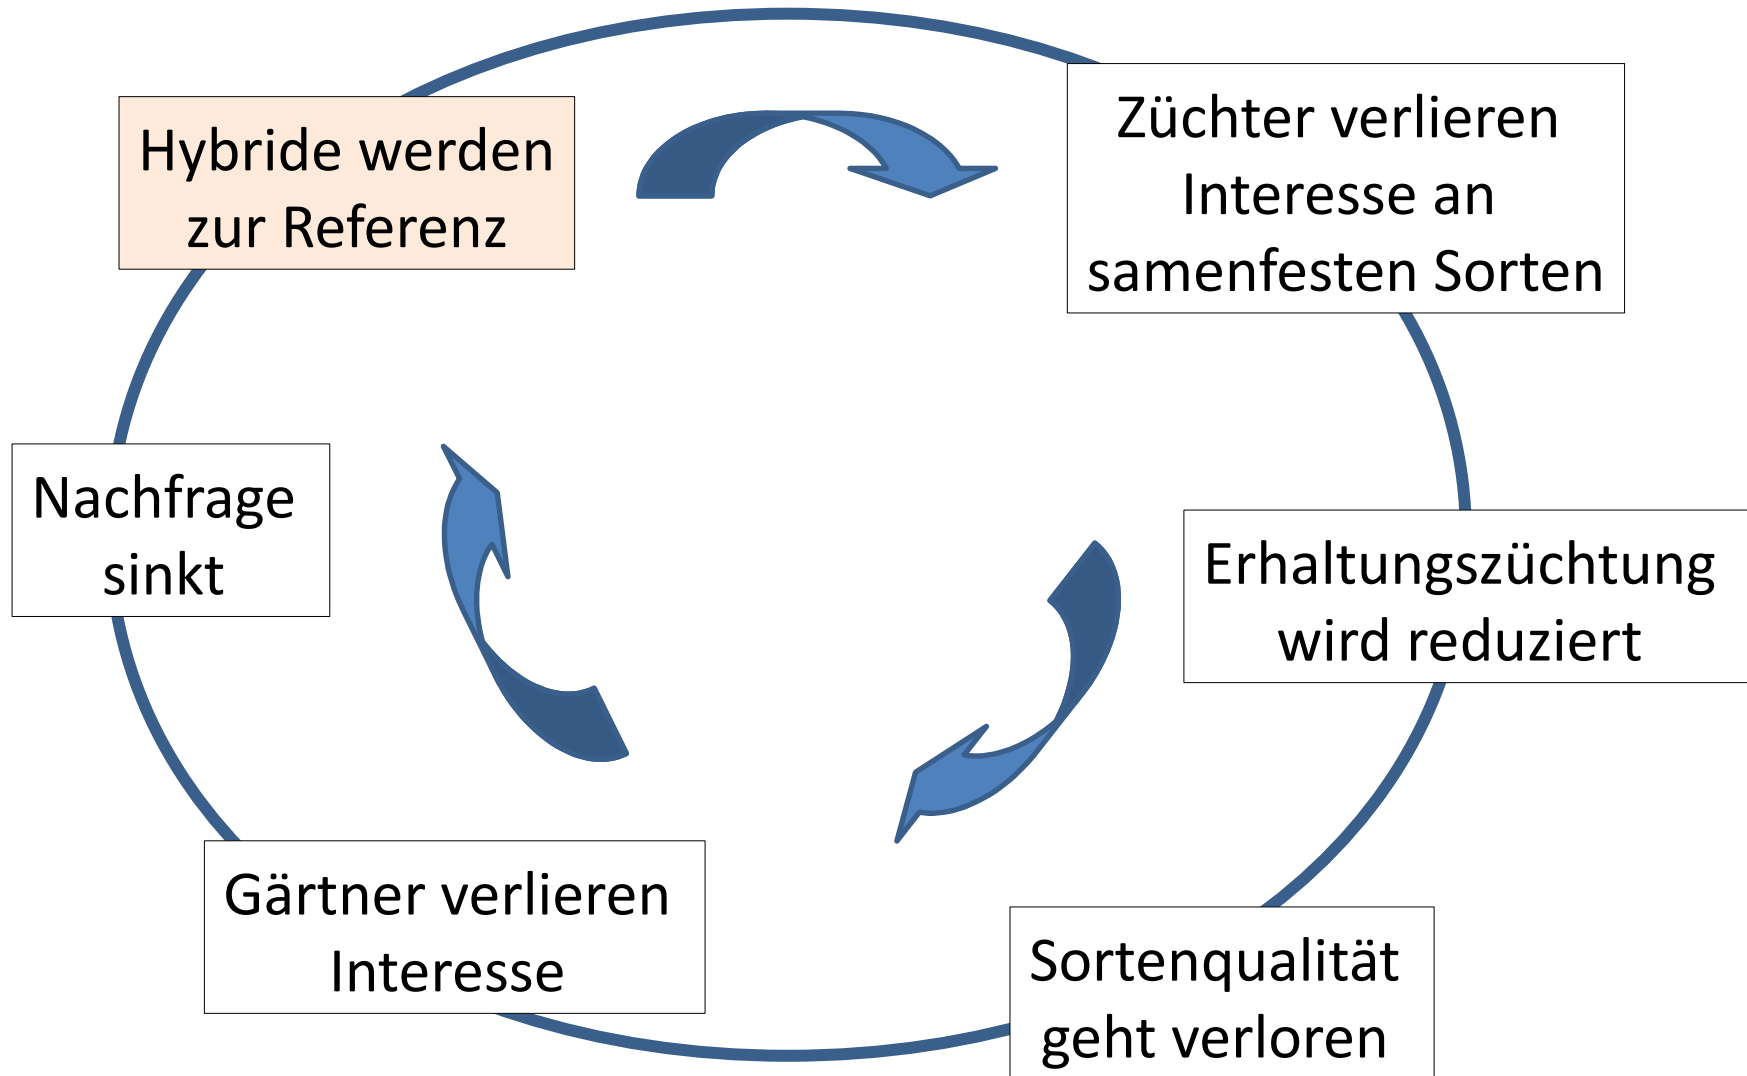 Hybride werden
zur Referenz
Züchter verlieren
Interesse an
samenfesten Sorten
Erhaltungszüchtung
wird reduziert
Sortenqualität
geht verloren
Gärtner verlieren
Interesse
Nachfrage
sinkt